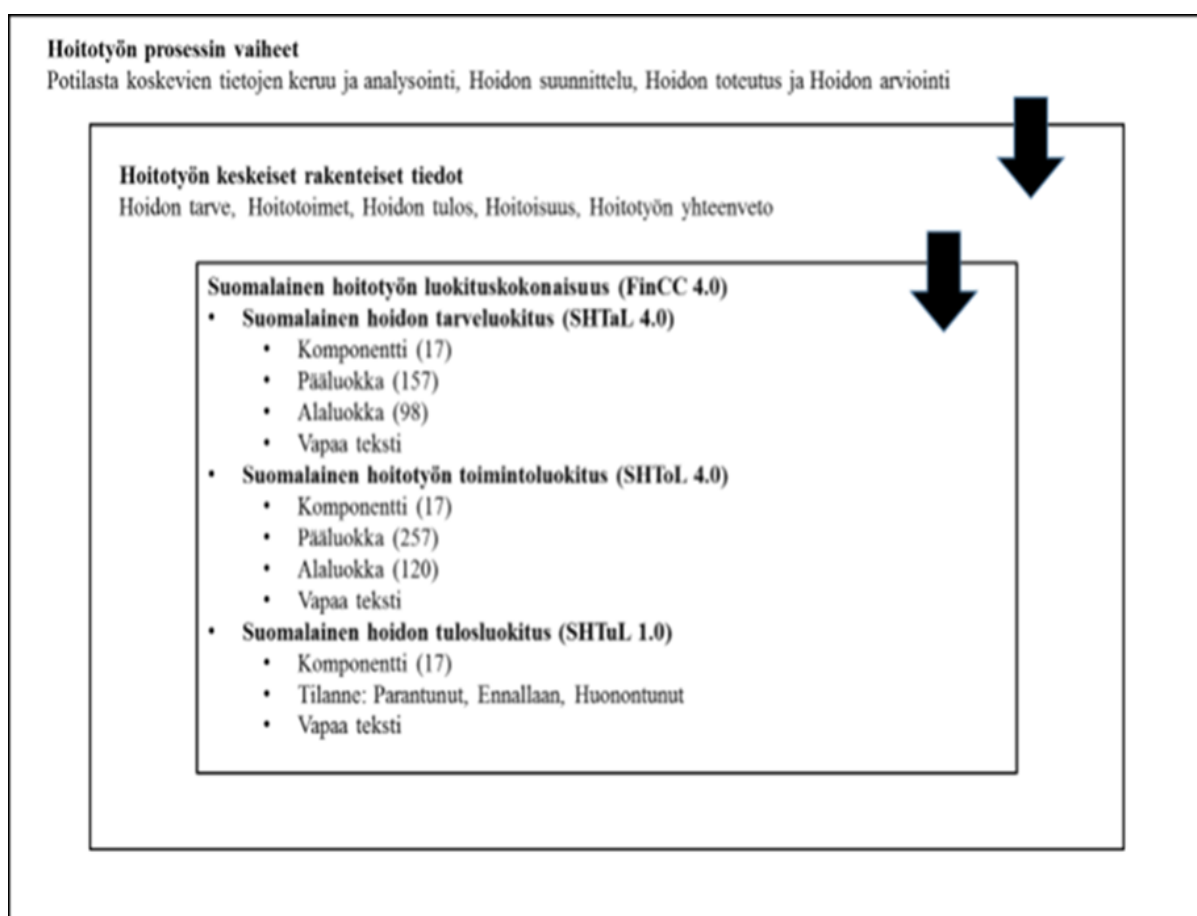 Hoitotyön prosessin vaiheet
Potilasta koskevien tietojen keruu ja analysointi, Hoidon suunnittelu, Hoidon toteutus ja Hoidon arviointi
Hoitotyön keskeiset rakenteiset tiedot
Hoidon tarve, Hoitotoimet, Hoidon tulos, Hoitoisuus, Hoitotyön yhteenveto
Suomalainen hoitotyön luokituskokonaisuus (FinCC 4.0)
• Suomalainen hoidon tarveluokitus (SHTaL 4.0)
• Komponentti (17)
• Pääluokka (157)
• Alaluokka (98)
• Vapaa teksti
• Suomalainen hoitotyön toimintoluokitus (SHToL 4.0)
• Komponentti (17)
• Pääluokka (257)
• Alaluokka (120)
• Vapaa teksti
• Suomalainen hoidon tulosluokitus (SHTuL 1.0)
• Komponentti (17)
• Tilanne: Parantunut, Ennallaan, Huonontunut
• Vapaa teksti